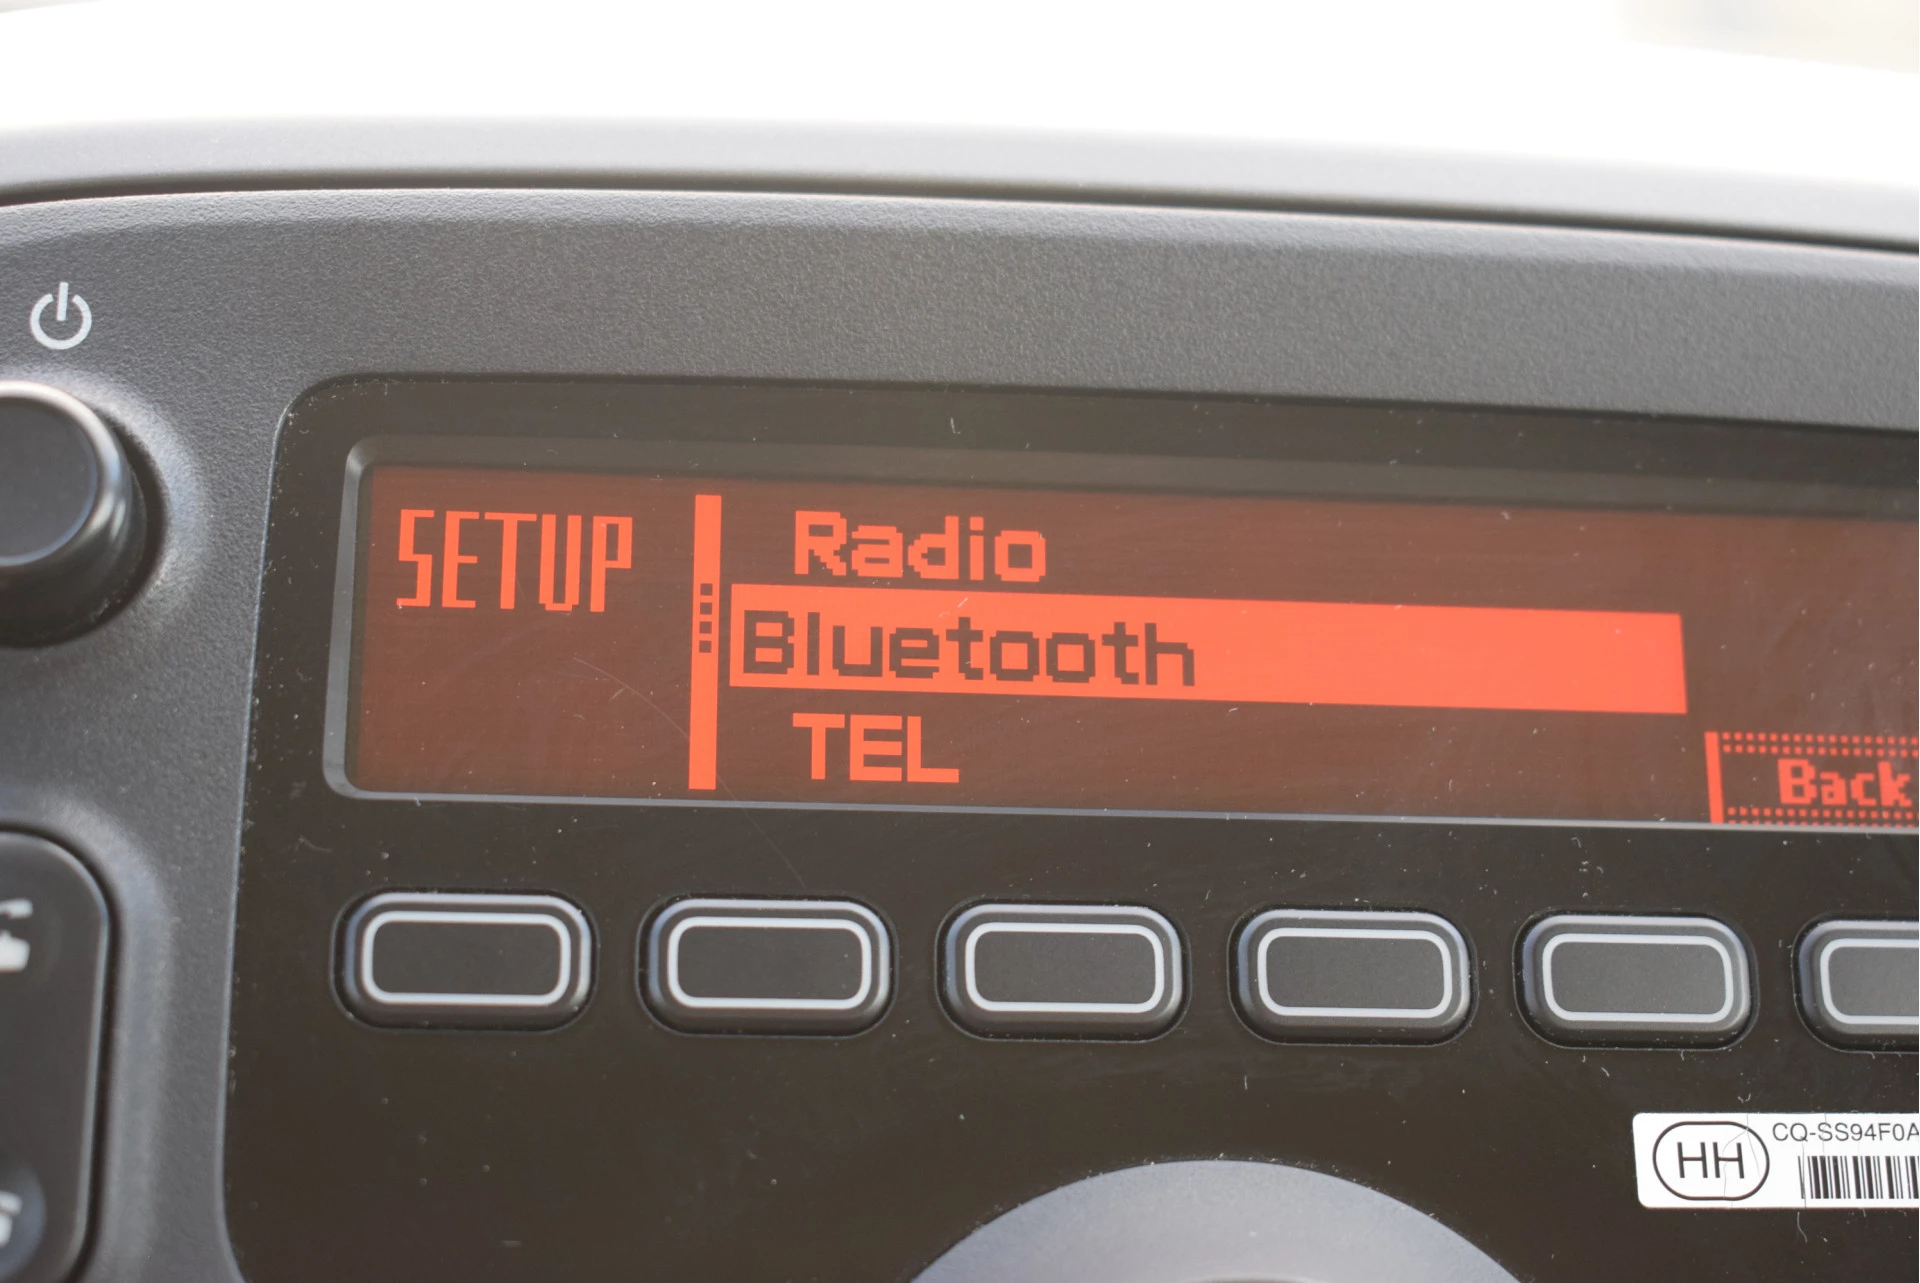 SETUP
Radio
Bluetooth
TEL
Back
HH
CQ-SS94F0A